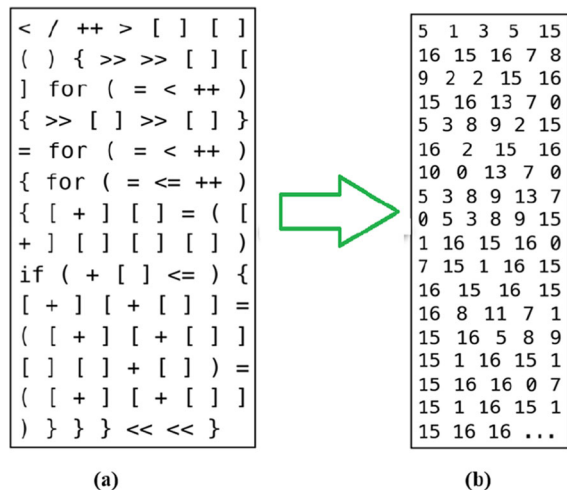 < / ++ > [ ] [ ]
( ) { >> >> [ ] [
] for ( = < ++ )
{ >> [ ] >> [ ] }
= for ( = < ++ )
{ for ( = <= ++ )
{ [ + ] [ ] = ( [
+ ] [ ] [ ] [ ] )
if ( + [ ] <= ) {
[ + ] [ + [ ] ] =
( [ + ] [ + [ ] ]
[ ] [ ] + [ ] ) =
( [ + ] [ + [ ] ]
) } } } << << }
(a)
5 1 3 5 15
16 15 16 7 8
9 2 2 15 16
15 16 13 7 0
5 3 8 9 2 15
16 2 15 16
10 0 13 7 0
5 3 8 9 13 7
0 5 3 8 9 15
1 16 15 16 0
7 15 1 16 15
16 15 16 15
16 8 11 7 1
15 16 5 8 9
15 1 16 15 1
15 16 16 0 7
15 1 16 15 1
15 16 16 ...
(b)